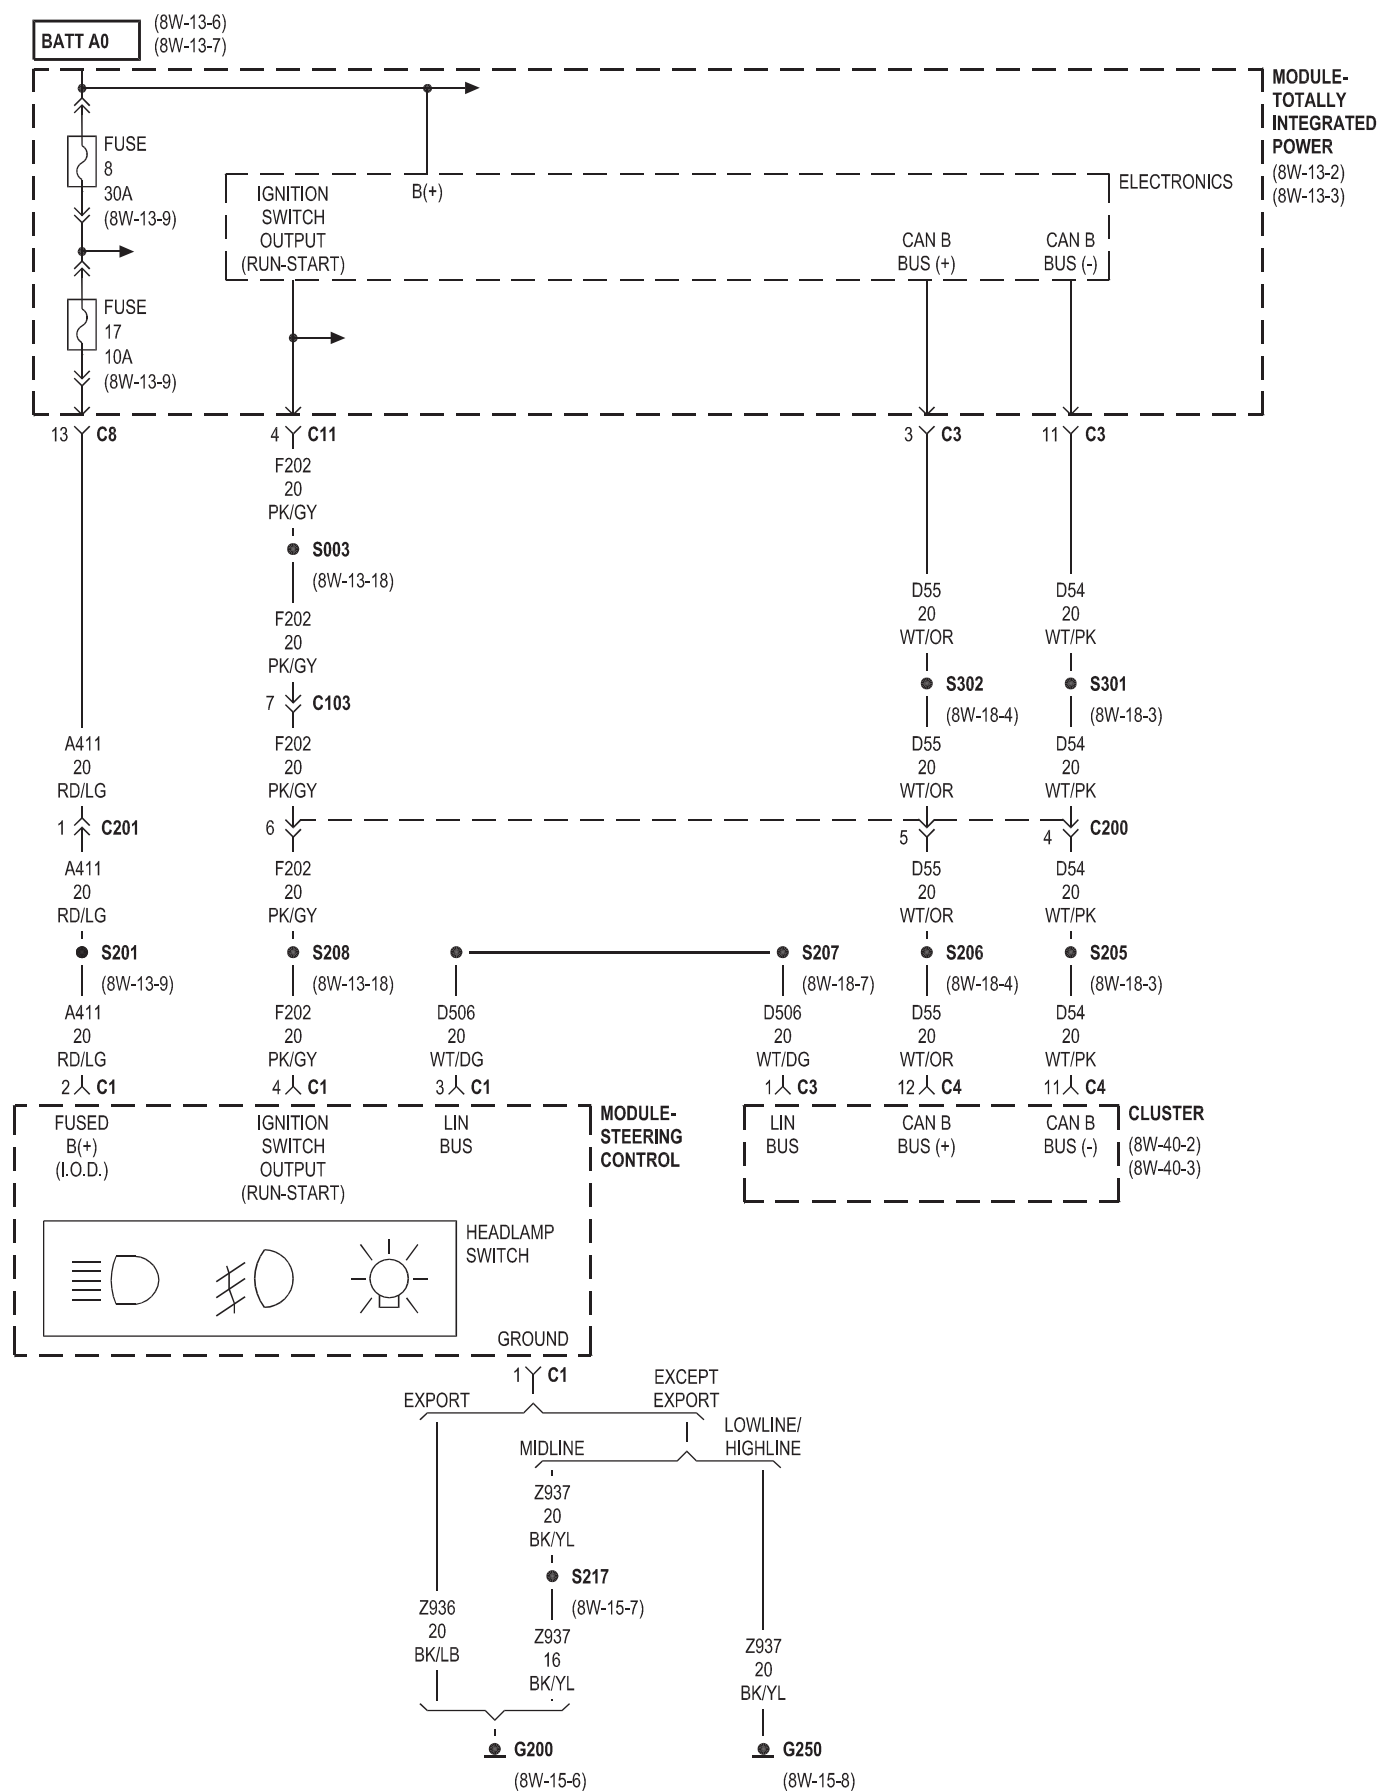 BATT A0
(8W-13-6)
(8W-13-7)
MODULE-
TOTALLY
INTEGRATED
POWER
(8W-13-2)
(8W-13-3)
FUSE
8
30A
(8W-13-9)
FUSE
17
10A
(8W-13-9)
IGNITION
SWITCH
OUTPUT
(RUN-START)
B(+)
ELECTRONICS
CAN B
BUS (+)
CAN B
BUS (-)
13 C8
4 C11
3 C3
11 C3
F202
20
PK/GY
S003
(8W-13-18)
F202
20
PK/GY
7 C103
D55
20
WT/OR
D54
20
WT/PK
S302
(8W-18-4)
S301
(8W-18-3)
A411
20
RD/LG
F202
20
PK/GY
D55
20
WT/OR
D54
20
WT/PK
1 C201
6
5
4 C200
A411
20
RD/LG
F202
20
PK/GY
D55
20
WT/OR
D54
20
WT/PK
S201
(8W-13-9)
S208
(8W-13-18)
S207
(8W-18-7)
S206
(8W-18-4)
S205
(8W-18-3)
A411
20
RD/LG
F202
20
PK/GY
D506
20
WT/DG
D506
20
WT/DG
D55
20
WT/OR
D54
20
WT/PK
2 C1
4 C1
3 C1
1 C3
12 C4
11 C4
FUSED
B(+)
(I.O.D.)
IGNITION
SWITCH
OUTPUT
(RUN-START)
LIN
BUS
MODULE-
STEERING
CONTROL
LIN
BUS
CAN B
BUS (+)
CAN B
BUS (-)
CLUSTER
(8W-40-2)
(8W-40-3)
HEADLAMP
SWITCH
GROUND
1 C1
EXPORT
EXCEPT
EXPORT
MIDLINE
LOWLINE/
HIGHLINE
Z937
20
BK/YL
S217
(8W-15-7)
Z936
20
BK/LB
Z937
16
BK/YL
Z937
20
BK/YL
G200
(8W-15-6)
G250
(8W-15-8)